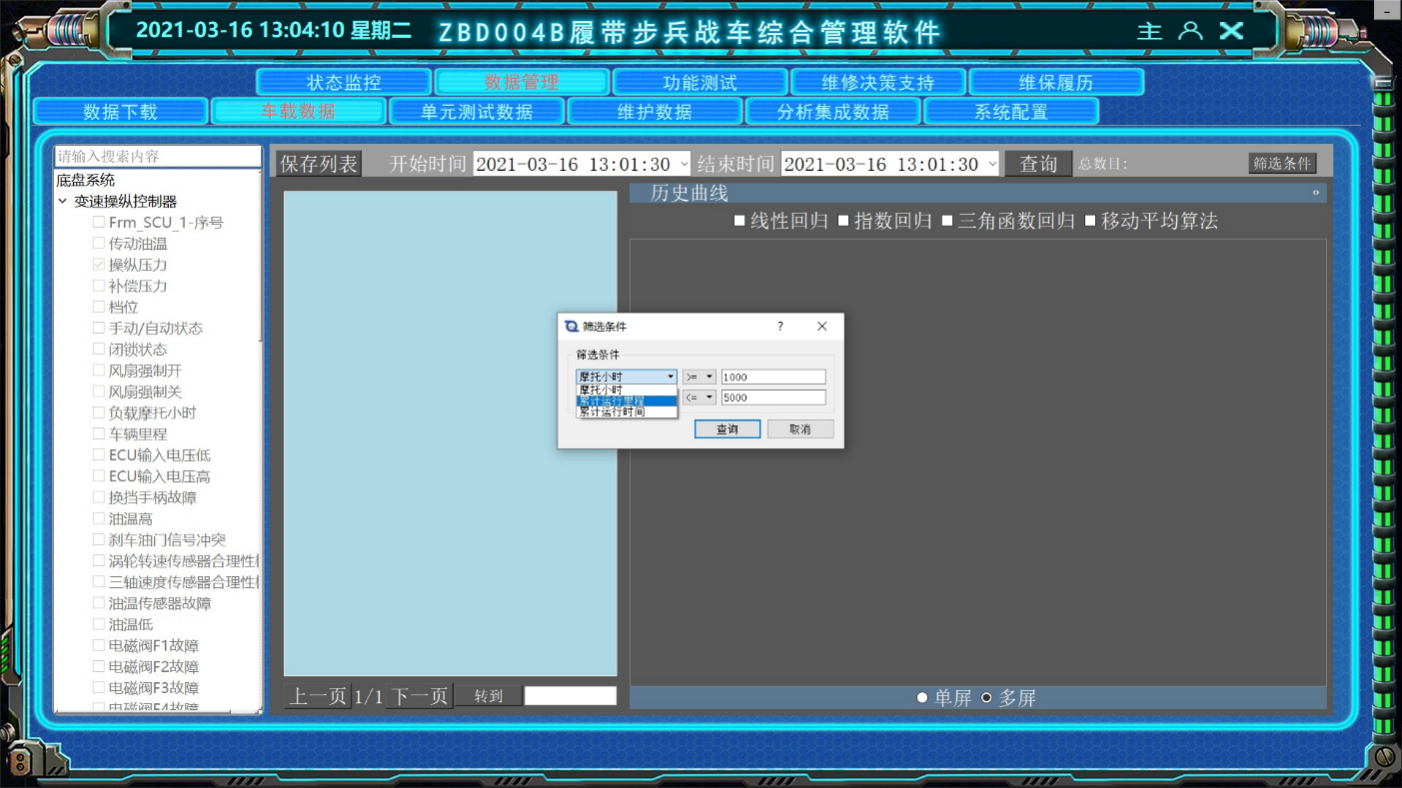 2021-03-16 13:04:10 星期二 ZBD004B履带步兵战车综合管理软件 主
状态监控 数据管理 功能测试 维修决策支持 维保履历
数据下载 车载数据 单元测试数据 维护数据 分析集成数据 系统配置
请输入搜索内容
底盘系统
变速操纵控制器
Frm_SCU_1-序号
传动油温
操纵压力
补偿压力
档位
手动/自动状态
闭锁状态
风扇强制开
风扇强制关
负载摩托小时
车辆里程
ECU输入电压低
ECU输入电压高
换挡手柄故障
油温高
刹车油门信号冲突
涡轮转速传感器合理性
三轴速度传感器合理性
油温传感器故障
油温低
电磁阀F1故障
电磁阀F2故障
电磁阀F3故障
电磁阀F4故障
保存列表 开始时间 2021-03-16 13:01:30 结束时间 2021-03-16 13:01:30 查询 总数目: 筛选条件
历史曲线
线性回归 指数回归 三角函数回归 移动平均算法
筛选条件 ?
筛选条件
摩托小时 >= 1000
摩托小时
累计运行里程 <= 5000
累计运行时间
查询 取消
上一页 1/1 下一页 转到
单屏 多屏